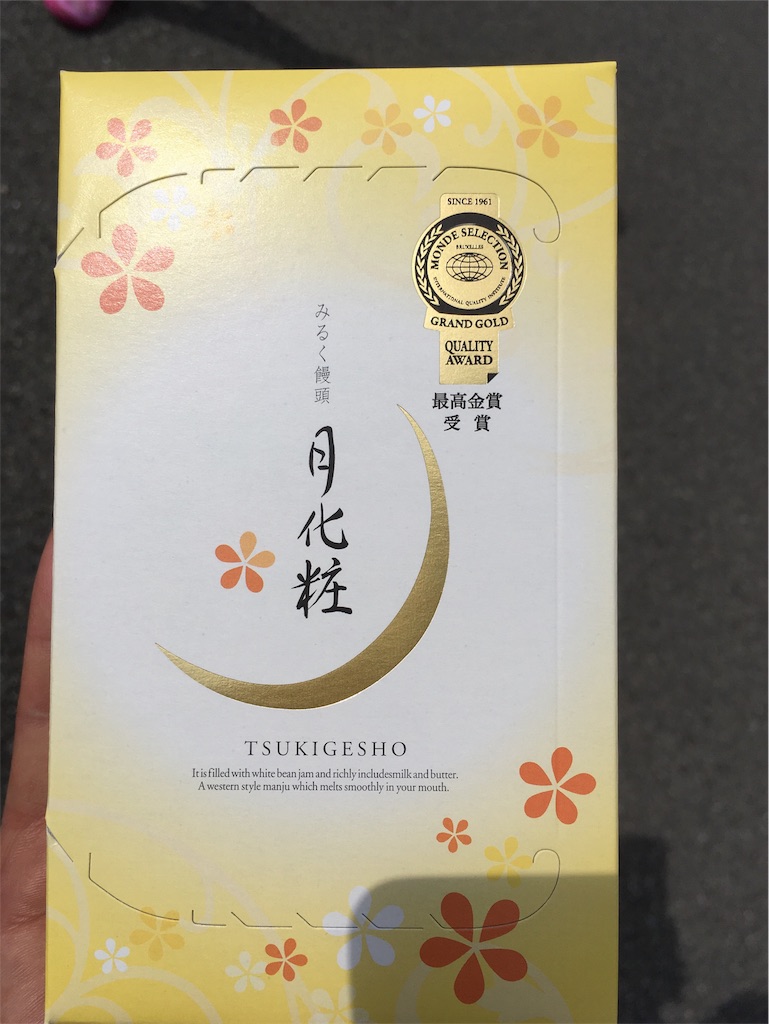 SINCE 1961
MONDE SELECTION
BRUXELLES
INTERNATIONAL QUALITY INSTITUTE
GRAND GOLD
QUALITY
AWARD
最高金賞
受賞
みるく饅頭
月化粧
TSUKIGESHO
It is filled with white bean jam and richly includesmilk and butter.
A western style manju which melts smoothly in your mouth.